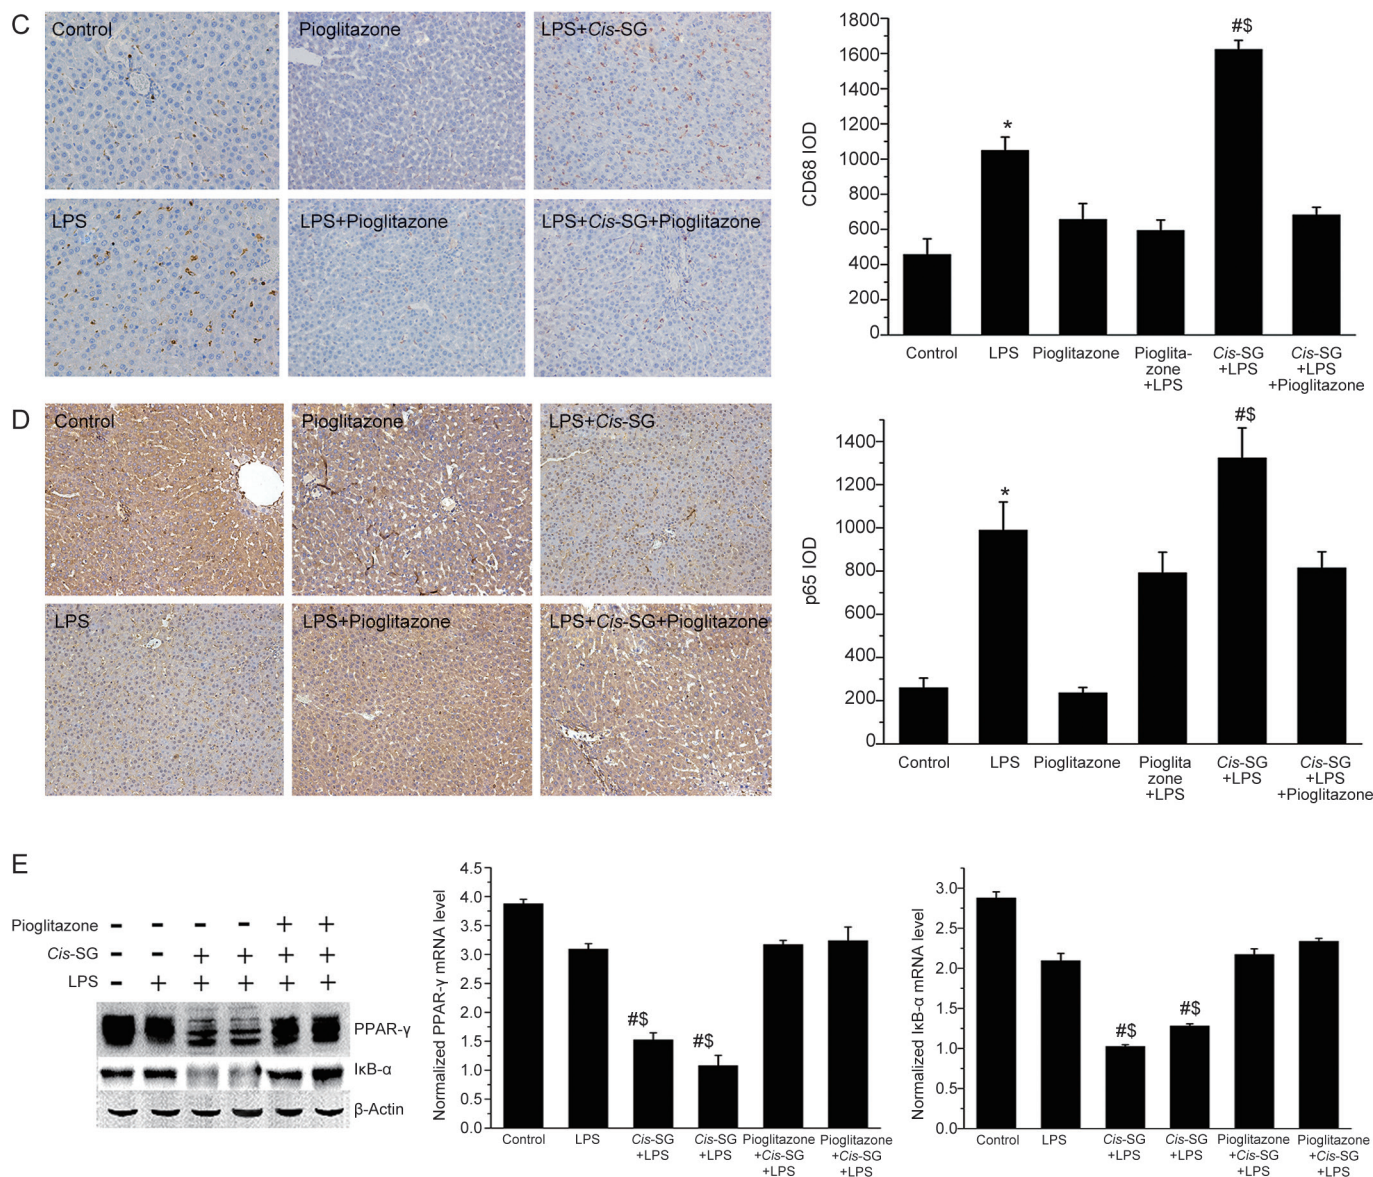 C
Control
Pioglitazone
LPS+Cis-SG
LPS
LPS+Pioglitazone
LPS+Cis-SG+Pioglitazone
CD68 IOD
1800
1600
1400
1200
1000
800
600
400
200
0
*
#$
Control
LPS
Pioglitazone
Pioglita-
zone
+LPS
Cis-SG
+LPS
Cis-SG
+LPS
+Pioglitazone
D
Control
Pioglitazone
LPS+Cis-SG
LPS
LPS+Pioglitazone
LPS+Cis-SG+Pioglitazone
p65 IOD
1400
1200
1000
800
600
400
200
0
*
#$
Control
LPS
Pioglitazone
Pioglita
zone
+LPS
Cis-SG
+LPS
Cis-SG
+LPS
+Pioglitazone
E
Pioglitazone - - - - + +
Cis-SG - - + + + +
LPS - + + + + +
PPAR-γ
IκB-α
β-Actin
Normalized PPAR-γ mRNA level
4.5
4.0
3.5
3.0
2.5
2.0
1.5
1.0
0.5
0.0
#$
#$
Control
LPS
Cis-SG
+LPS
Cis-SG
+LPS
Pioglitazone
+Cis-SG
+LPS
Pioglitazone
+Cis-SG
+LPS
Normalized IκB-α mRNA level
3.0
2.5
2.0
1.5
1.0
0.5
0.0
#$
#$
Control
LPS
Cis-SG
+LPS
Cis-SG
+LPS
Pioglitazone
+Cis-SG
+LPS
Pioglitazone
+Cis-SG
+LPS